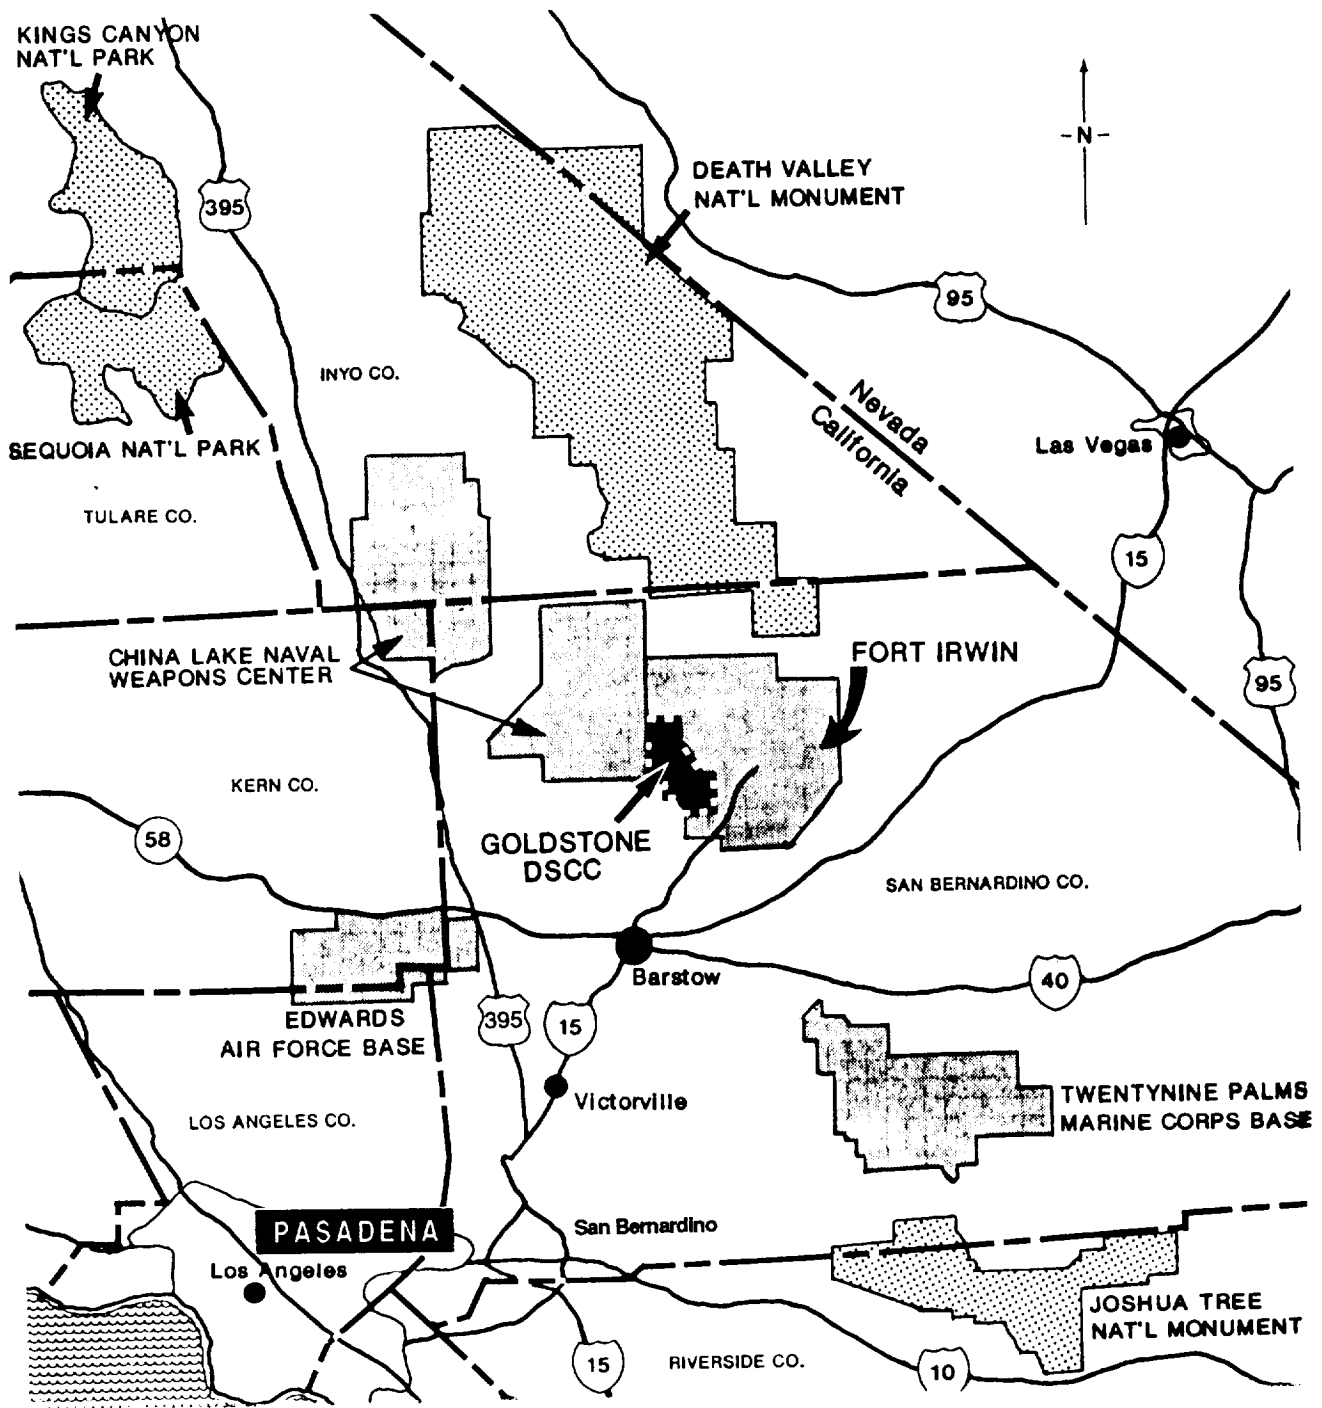 KINGS CANYON
NAT'L PARK
-N-
DEATH VALLEY
NAT'L MONUMENT
395
95
INYO CO.
Nevada
California
Las Vegas
SEQUOIA NAT'L PARK
TULARE CO.
15
CHINA LAKE NAVAL
WEAPONS CENTER
FORT IRWIN
95
KERN CO.
58
GOLDSTONE
DSCC
SAN BERNARDINO CO.
Barstow
40
EDWARDS
AIR FORCE BASE
395
15
Victorville
TWENTYNINE PALMS
MARINE CORPS BASE
LOS ANGELES CO.
PASADENA
San Bernardino
Los Angeles
JOSHUA TREE
NAT'L MONUMENT
15
RIVERSIDE CO.
10